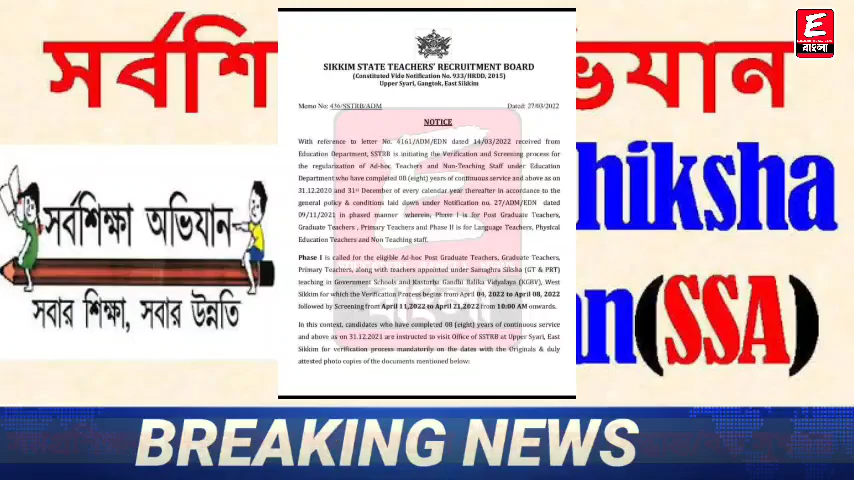 সর্বশি
ভিযান
E
বাংলা
সর্বশিক্ষা অভিযান
সবার শিক্ষা, সবার উন্নতি
hiksha
n(SSA)
SIKKIM STATE TEACHERS' RECRUITMENT BOARD
(Constituted Vide Notification No. 933/HRDD, 2015)
Upper Syari, Gangtok, East Sikkim
Memo No: 436/SSTRB/ADM Dated: 27/03/2022
NOTICE
With reference to letter No. 4161/ADM/EDN dated 14/03/2022 received from
Education Department, SSTRB is initiating the Verification and Screening process for
the regularization of Ad-hoc Teachers and Non-Teaching Staff under Education
Department who have completed 08 (eight) years of continuous service and above as on
31.12.2020 and 31st December of every calendar year thereafter in accordance to the
general policy & conditions laid down under Notification no. 27/ADM/EDN dated
09/11/2021 in phased manner wherein, Phase I is for Post Graduate Teachers,
Graduate Teachers , Primary Teachers and Phase II is for Language Teachers, Physical
Education Teachers and Non Teaching staff.
Phase I is called for the eligible Ad-hoc Post Graduate Teachers, Graduate Teachers,
Primary Teachers, along with teachers appointed under Samaghra Siksha (GT & PRT)
teaching in Government Schools and Kasturba Gandhi Balika Vidyalaya (KGBV), West
Sikkim for which the Verification Process begins from April 04, 2022 to April 08, 2022
followed by Screening from April 11,2022 to April 21,2022 from 10:00 AM onwards.
In this context, candidates who have completed 08 (eight) years of continuous service
and above as on 31.12.2021 are instructed to visit Office of SSTRB at Upper Syari, East
Sikkim for verification process mandatorily on the dates with the Originals & duly
attested photo copies of the documents mentioned below:
BREAKING NEWS